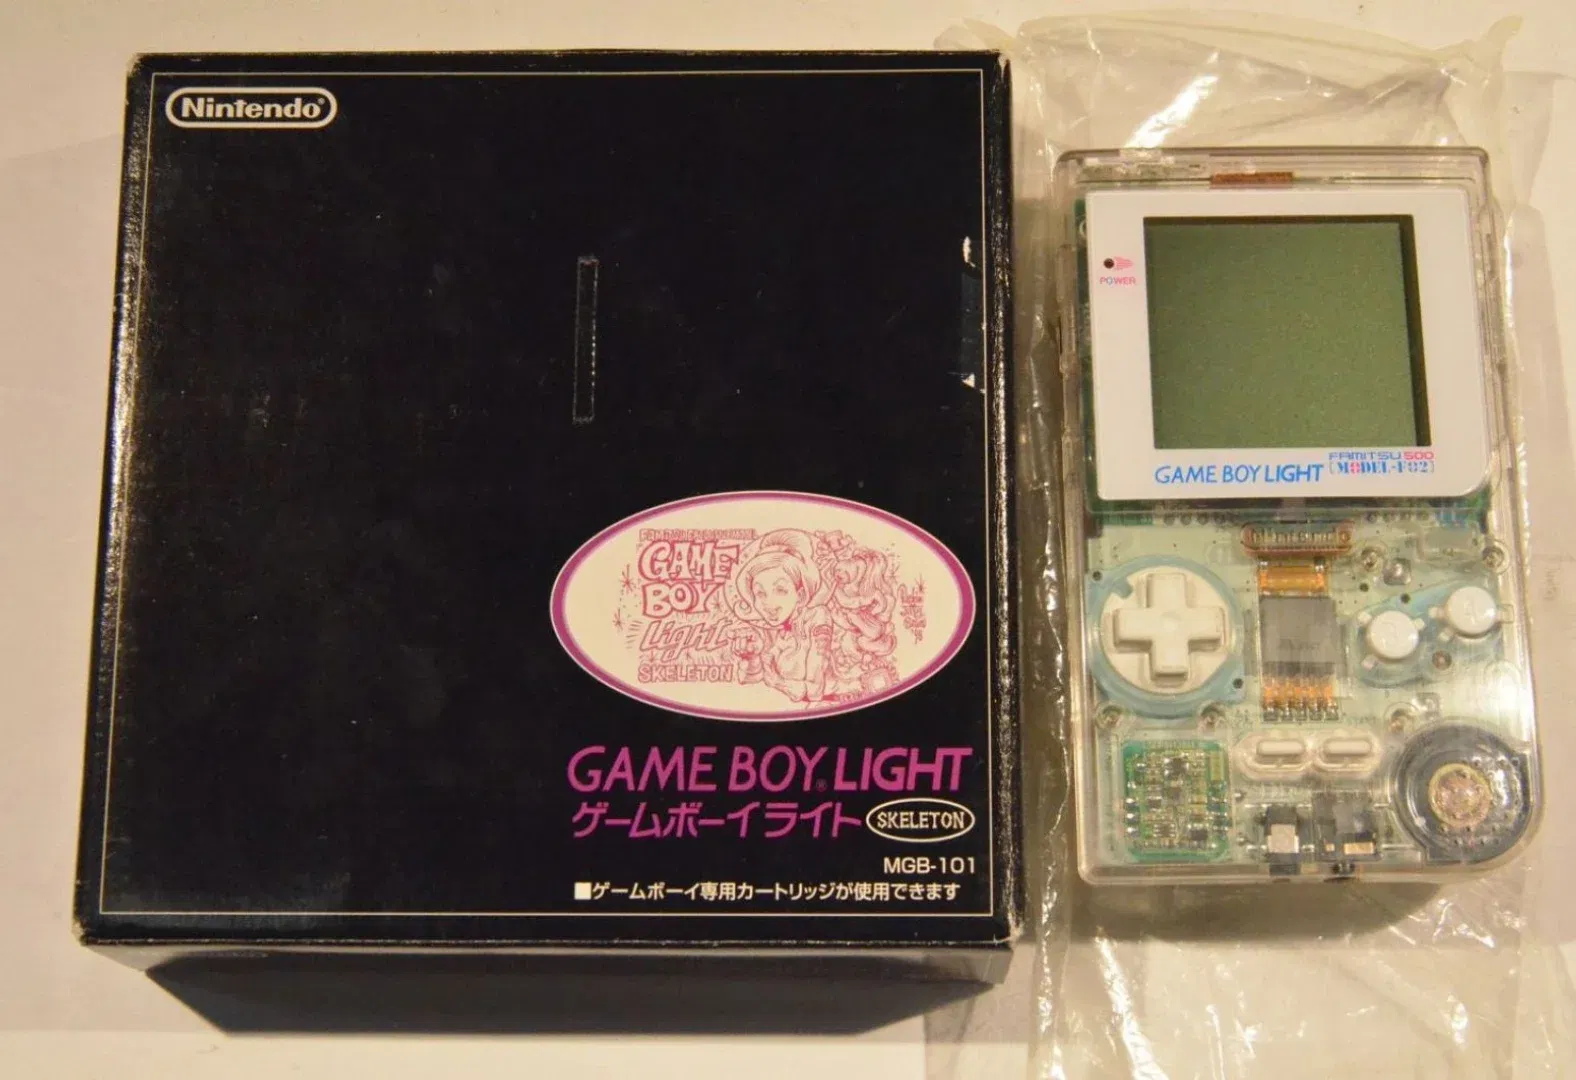 Nintendo®
GAME
BOY
Light
SKELETON
GAME BOY® LIGHT
ゲームボーイライト SKELETON
MGB-101
■ゲームボーイ専用カートリッジが使用できます
POWER
FAMITSU 500
GAME BOY LIGHT [MODEL-F02]
Nintendo